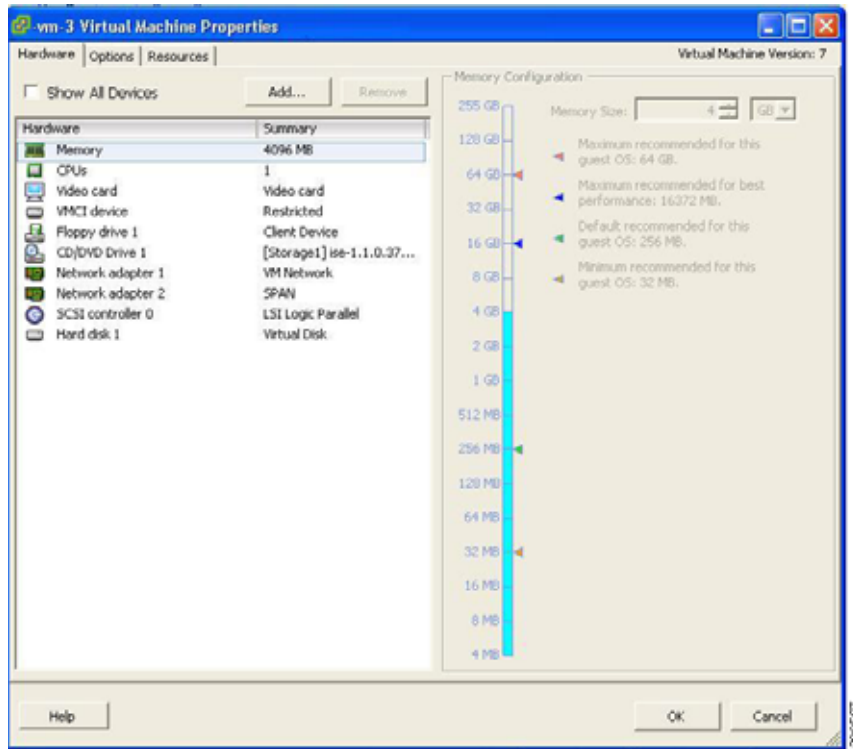 -vm-3 Virtual Machine Properties
Hardware Options Resources Virtual Machine Version: 7
Show All Devices Add... Remove
Hardware Summary
Memory 4096 MB
CPUs 1
Video card Video card
VMCI device Restricted
Floppy drive 1 Client Device
CD/DVD Drive 1 [Storage1] ise-1.1.0.37...
Network adapter 1 VM Network
Network adapter 2 SPAN
SCSI controller 0 LSI Logic Parallel
Hard disk 1 Virtual Disk
Memory Configuration
255 GB
128 GB
64 GB
32 GB
16 GB
8 GB
4 GB
2 GB
1 GB
512 MB
256 MB
128 MB
64 MB
32 MB
16 MB
8 MB
4 MB
Memory Size: 4 GB
Maximum recommended for this
guest OS: 64 GB.
Maximum recommended for best
performance: 16372 MB.
Default recommended for this
guest OS: 256 MB.
Minimum recommended for this
guest OS: 32 MB.
Help OK Cancel